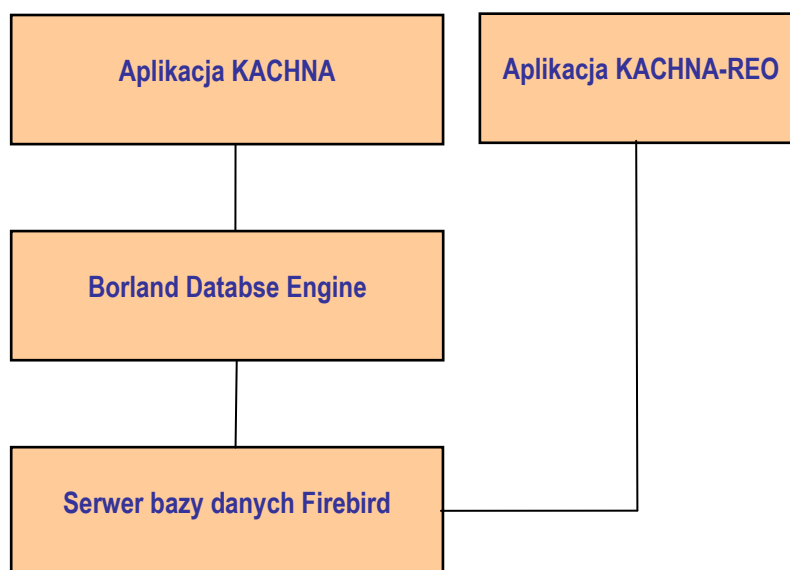 Aplikacja KACHNA
Aplikacja KACHNA-REO
Borland Databse Engine
Serwer bazy danych Firebird